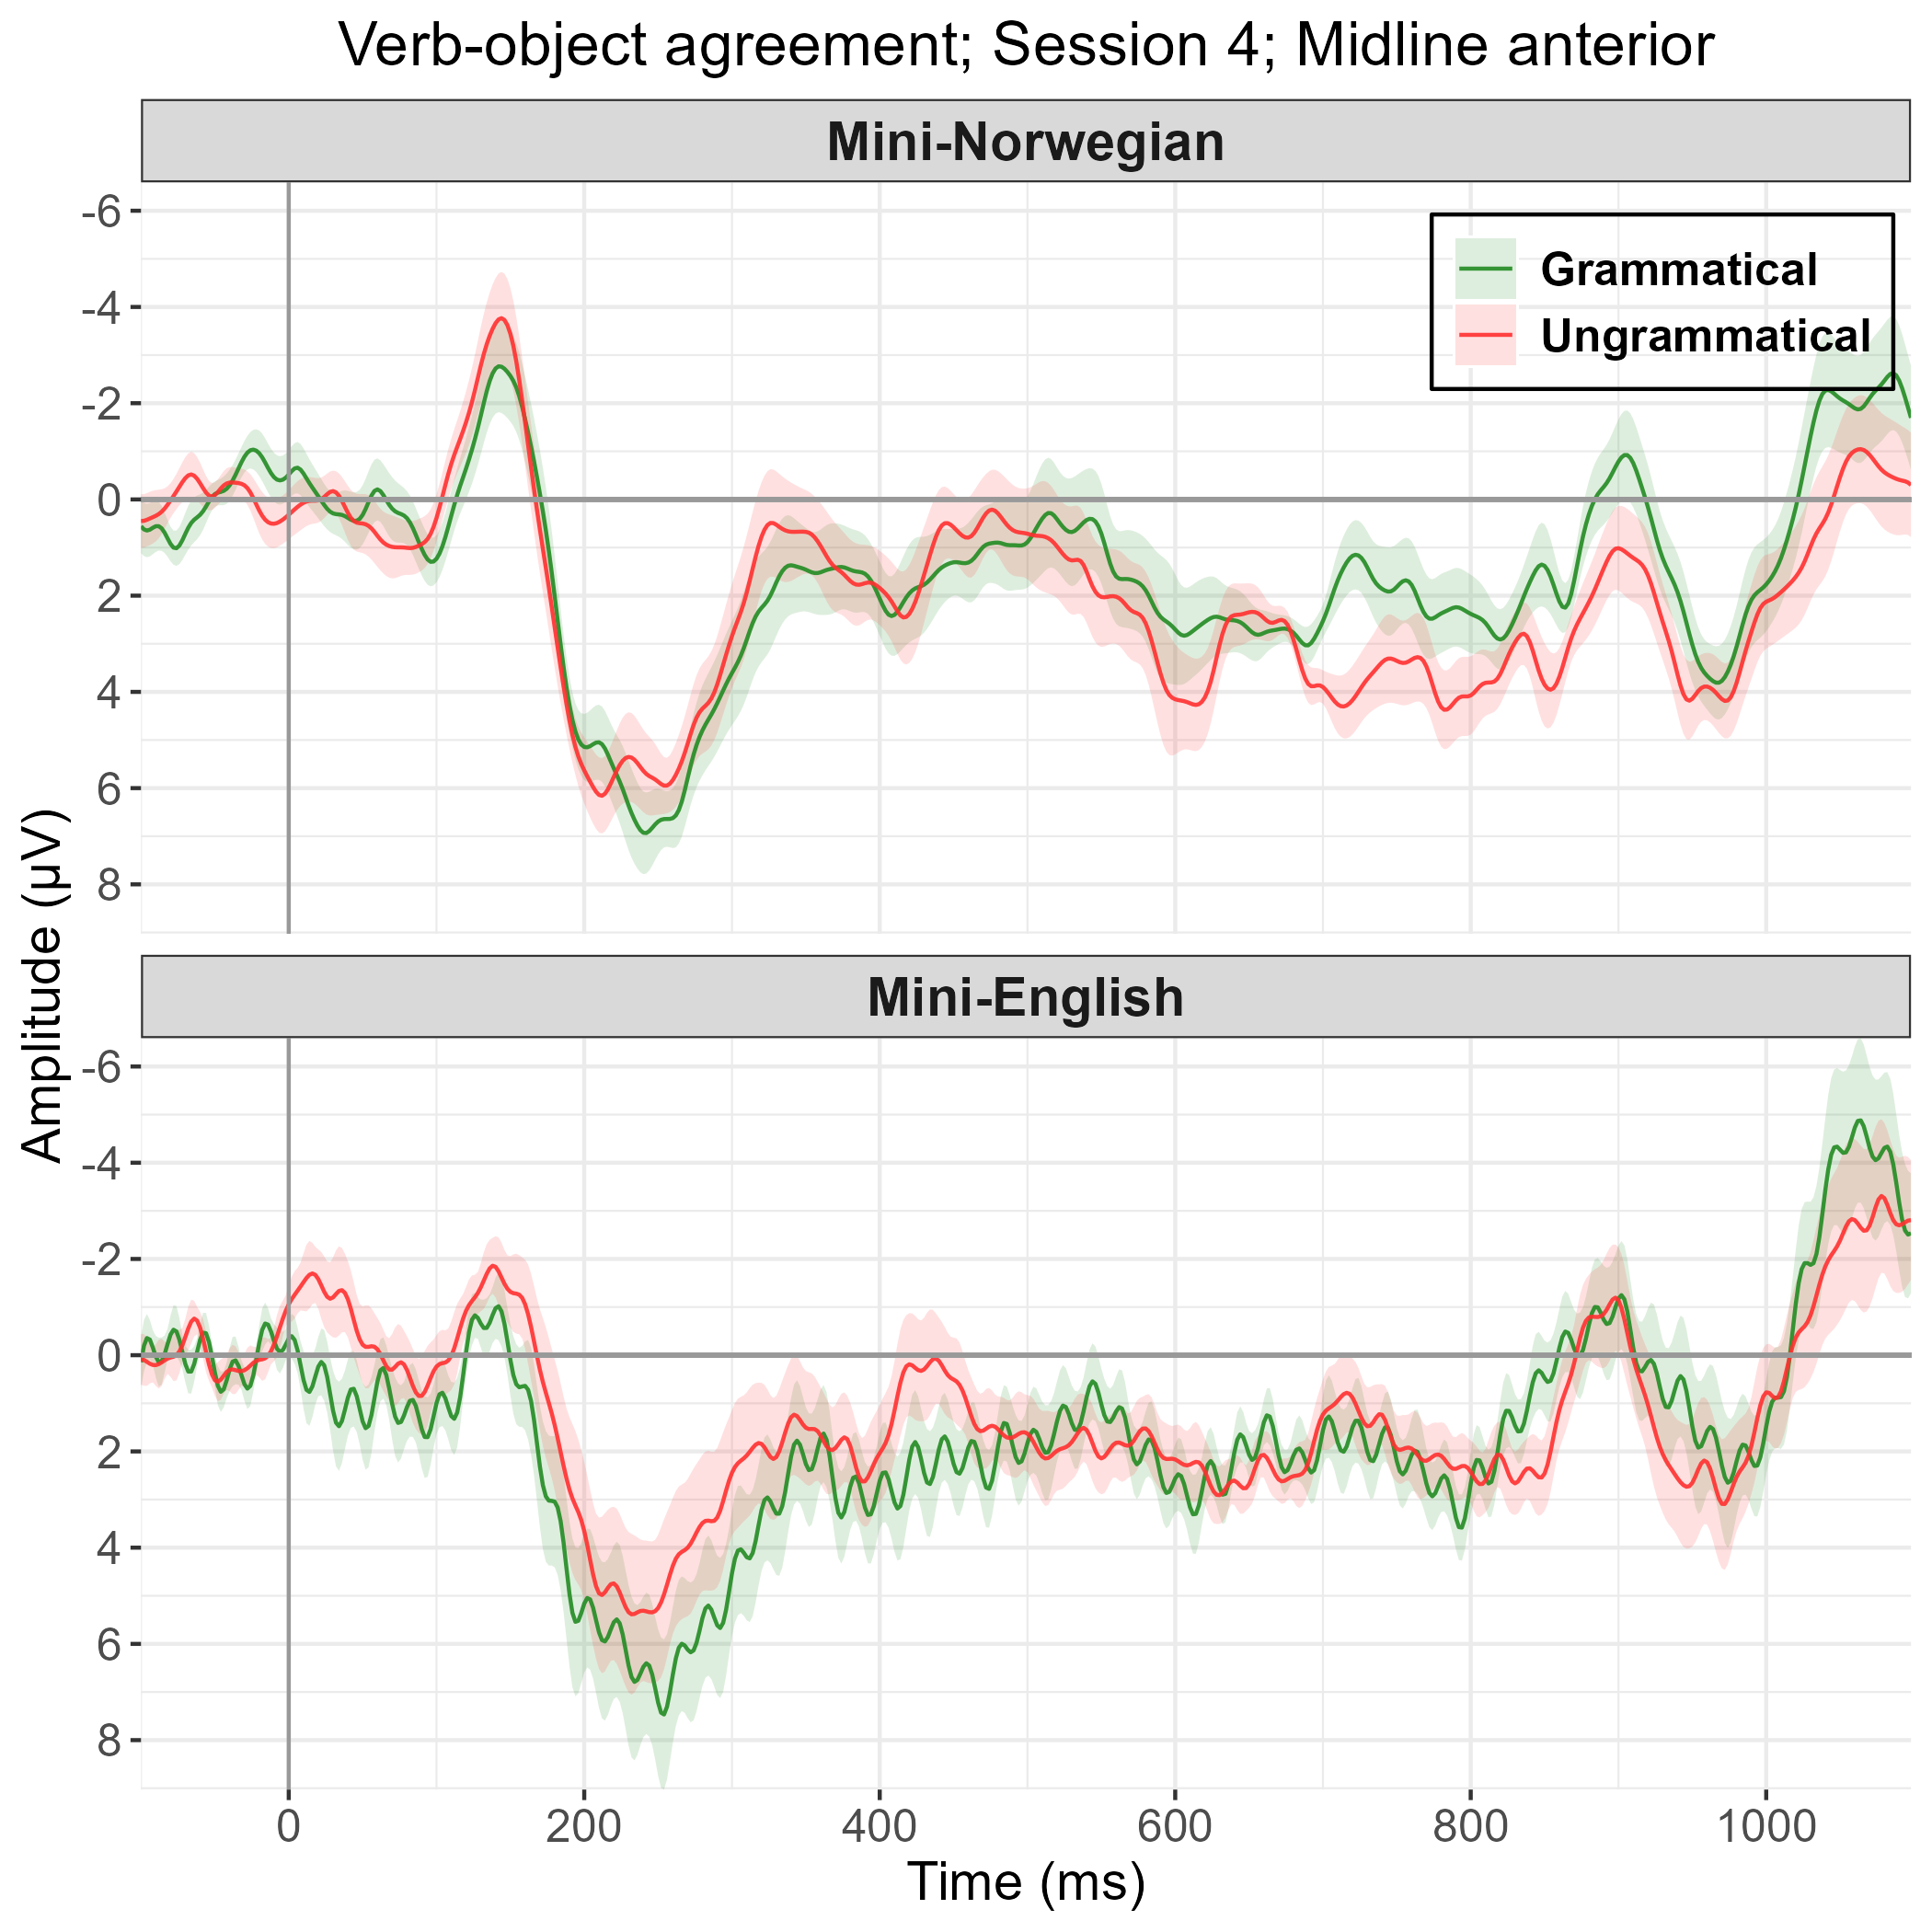 Verb-object agreement; Session 4; Midline anterior
Mini-Norwegian
-6
-4
-2
0
2
4
6
8
Grammatical
Ungrammatical
Amplitude (µV)
Mini-English
-6
-4
-2
0
2
4
6
8
0 200 400 600 800 1000
Time (ms)